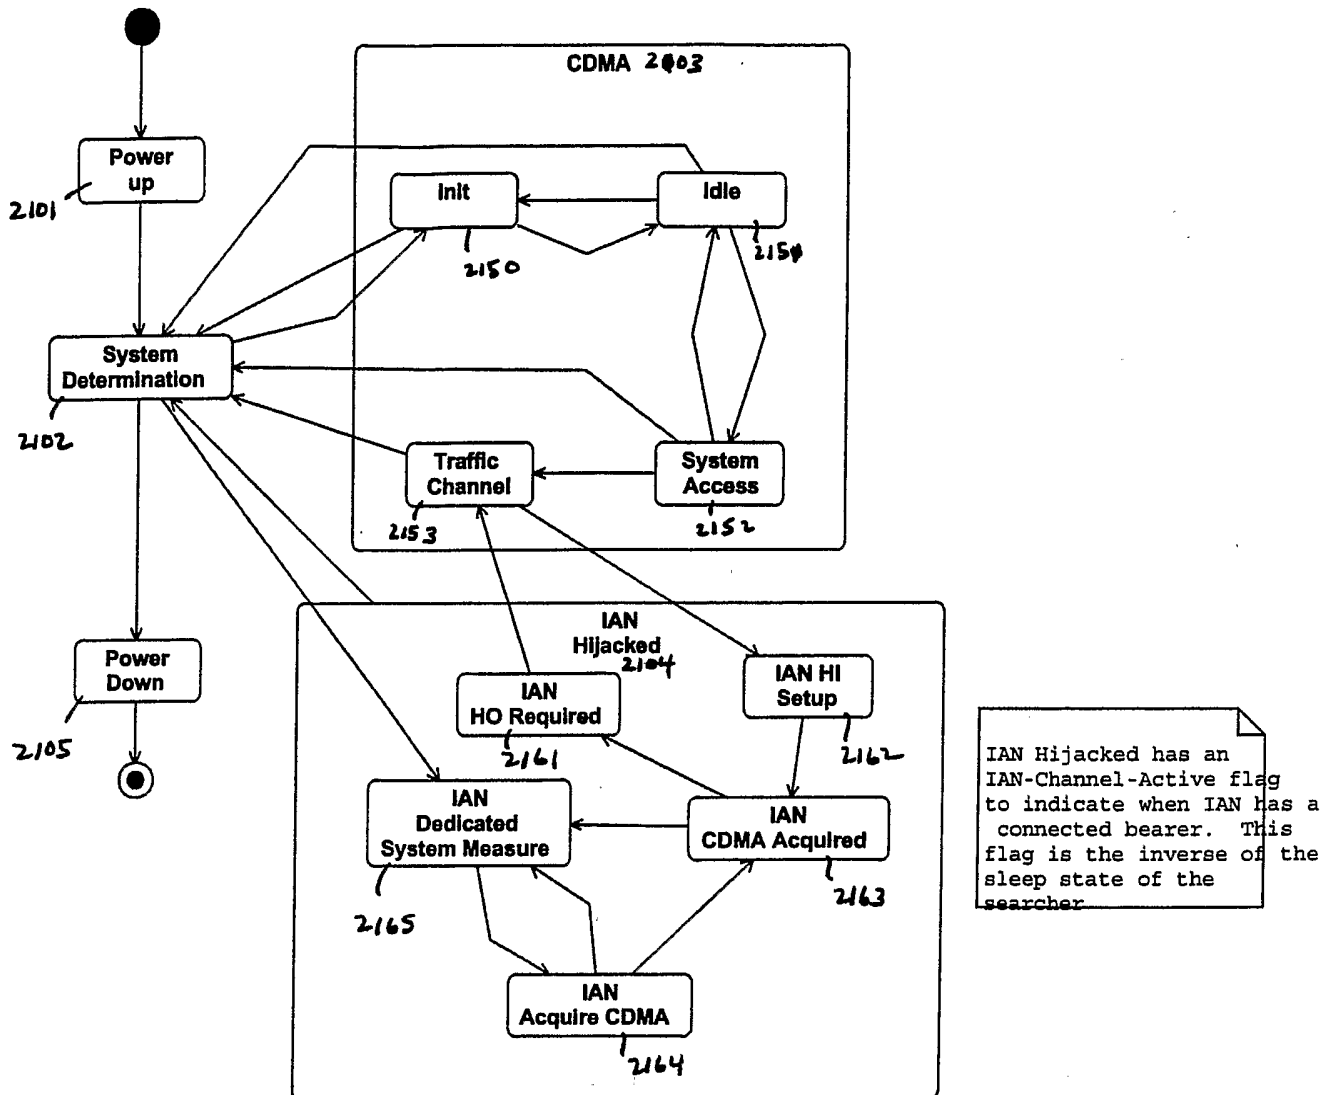 CDMA 2103
Power
up
2101
Init
2150
Idle
System
Determination
2102
Traffic
Channel
2153
System
Access
2152
IAN
Hijacked
2104
Power
Down
2105
IAN
HO Required
2161
IAN HI
Setup
2162
IAN
Dedicated
System Measure
2165
IAN
CDMA Acquired
2163
IAN
Acquire CDMA
2164
IAN Hijacked has an
IAN-Channel-Active flag
to indicate when IAN has a
connected bearer. This
flag is the inverse of the
sleep state of the
searcher